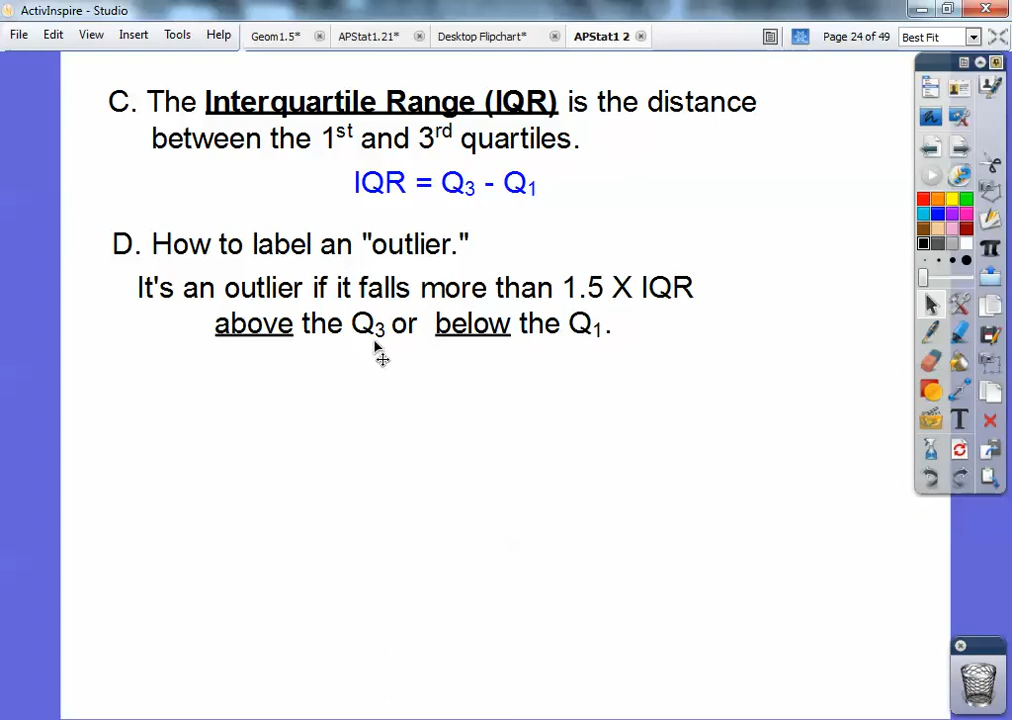 ActivInspire - Studio
File Edit View Insert Tools Help
Geom1.5* APStat1.21* Desktop Flipchart* APStat1 2
Page 24 of 49 Best Fit
C. The Interquartile Range (IQR) is the distance
between the 1st and 3rd quartiles.
IQR = Q3 - Q1
D. How to label an "outlier."
It's an outlier if it falls more than 1.5 X IQR
above the Q3 or below the Q1.